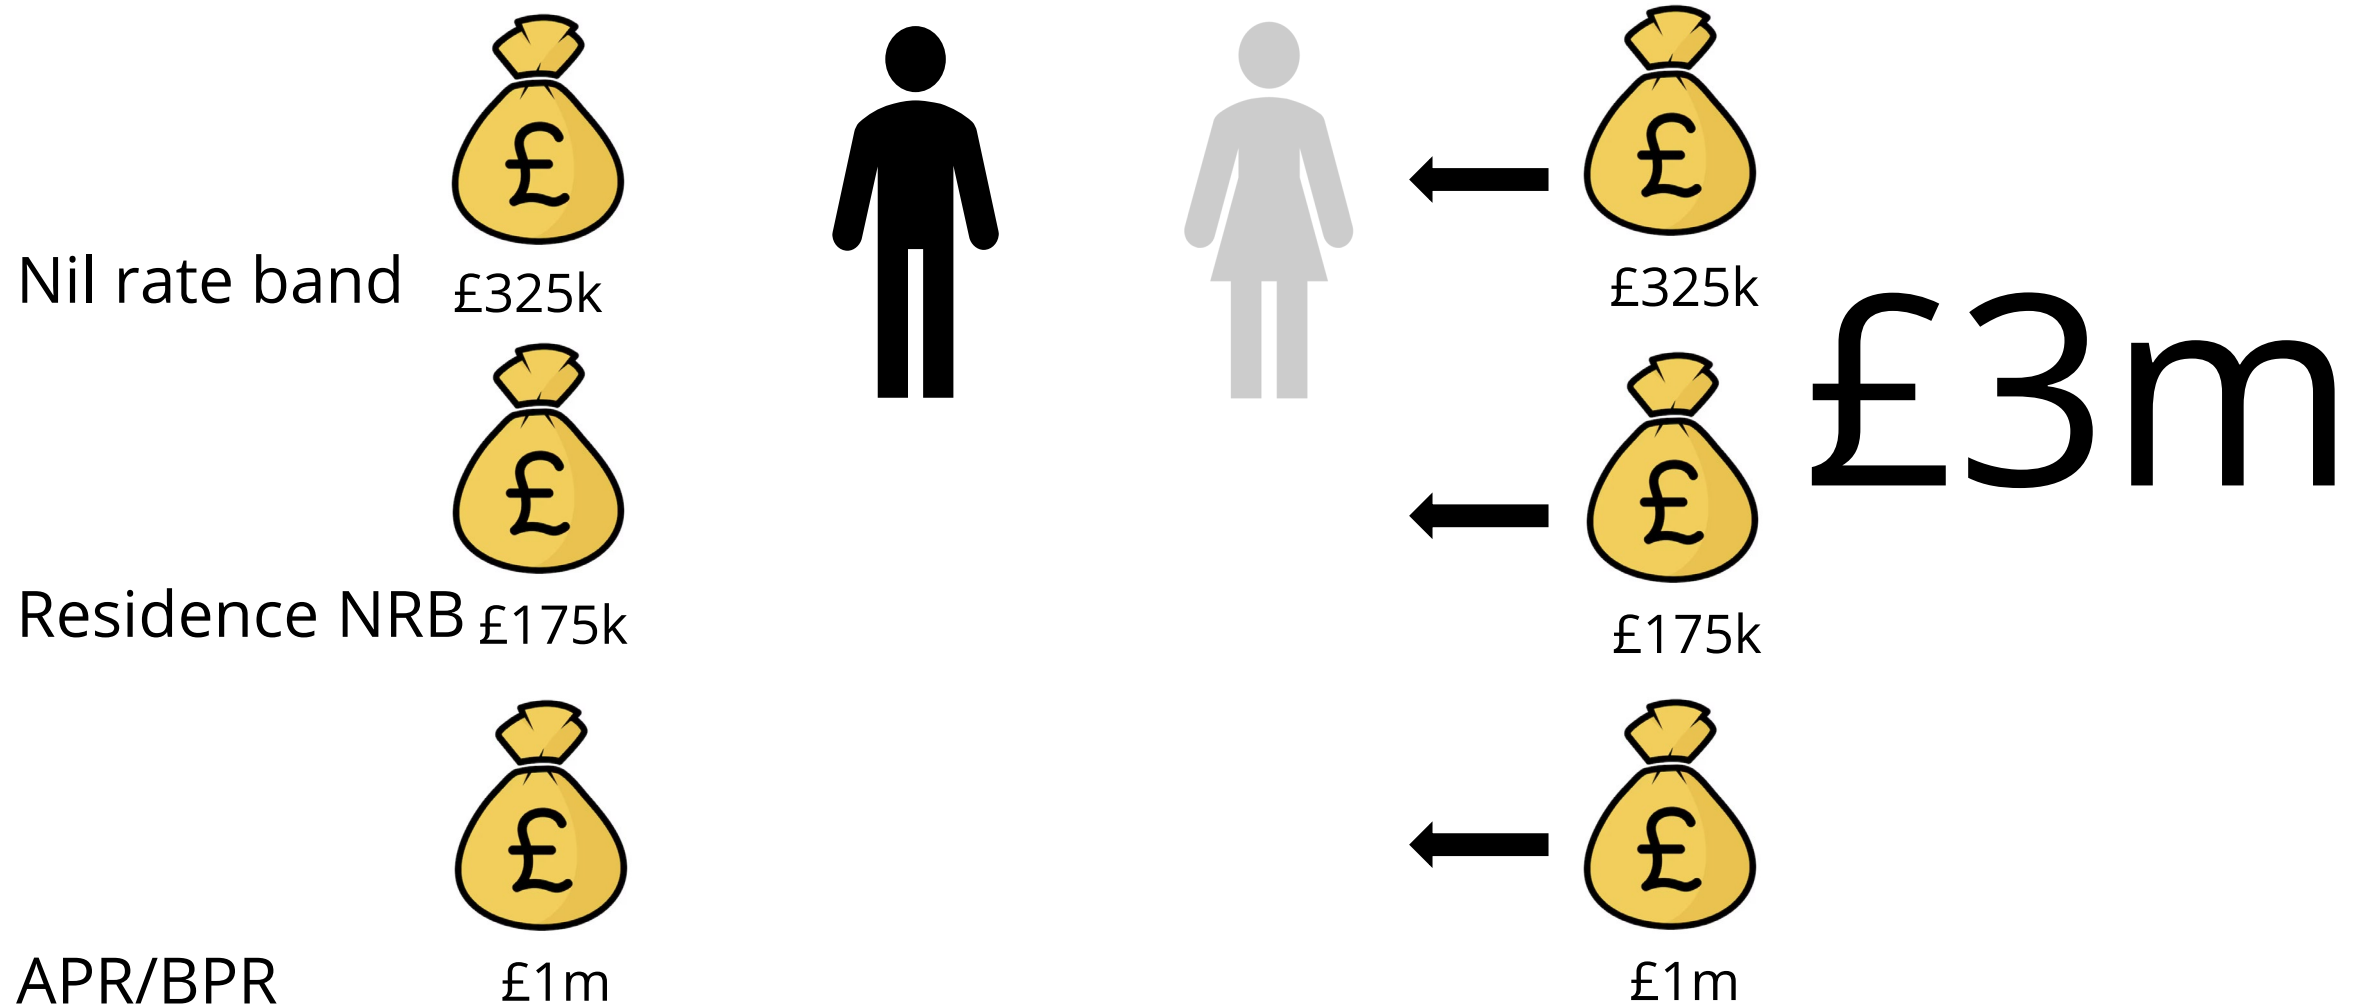 £
£
Nil rate band
£325k
£325k
£3m
£
£
Residence NRB
£175k
£175k
£
£
APR/BPR
£1m
£1m